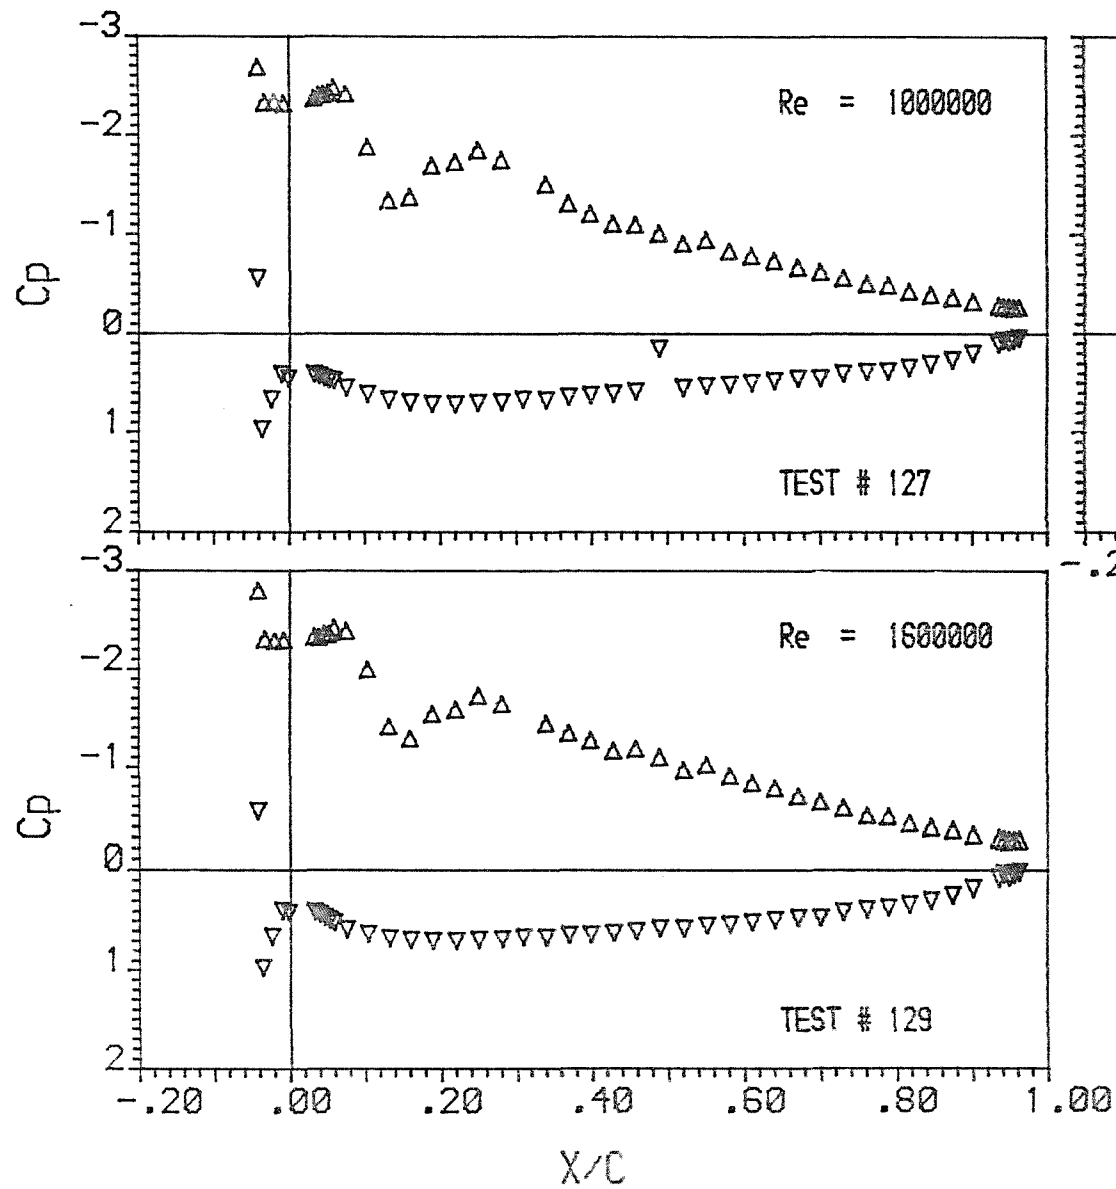 -3
-2
-1
0
1
2
Cp
Re = 1000000
TEST # 127
-3
-2
-1
0
1
2
Cp
Re = 1600000
TEST # 129
-.20 .00 .20 .40 .60 .80 1.00
X/C
-.2